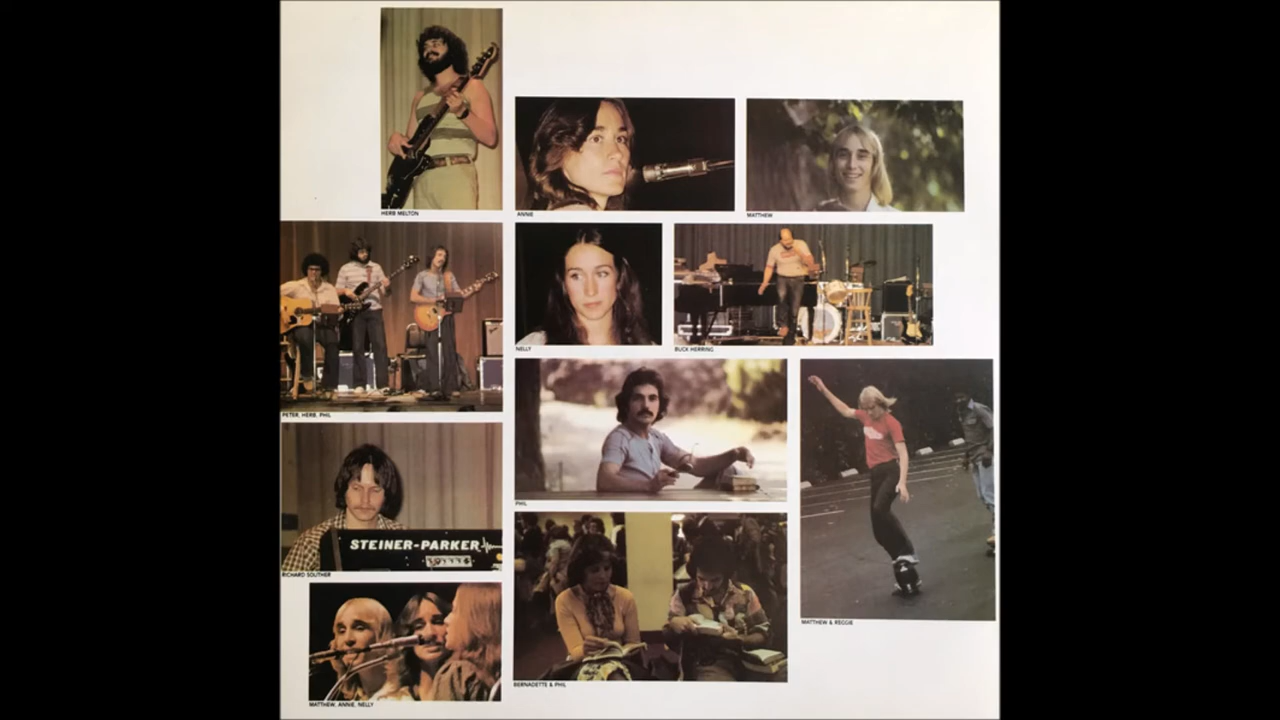 HERB MELTON
ANNIE
MATTHEW
PETER, HERB, PHIL
NELLY
BUCK HERRING
STEINER-PARKER
RICHARD SOUTHER
PHIL
MATTHEW & REGGIE
MATTHEW, ANNIE, NELLY
BERNADETTE & PHIL